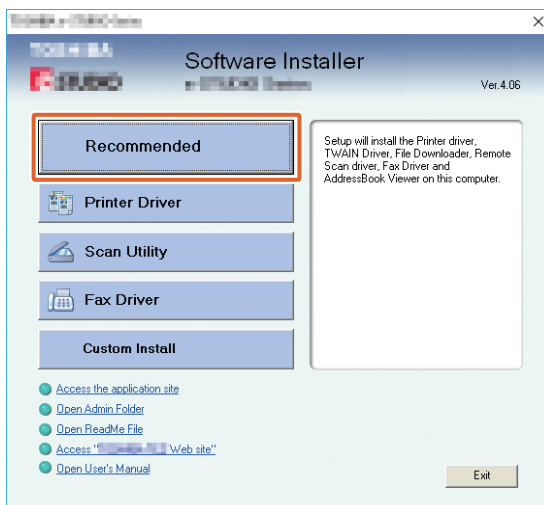 Software Installer
Ver.4.06
Recommended
Setup will install the Printer driver,
TWAIN Driver, File Downloader, Remote
Scan driver, Fax Driver and
AddressBook Viewer on this computer.
Printer Driver
Scan Utility
Fax Driver
Custom Install
Access the application site
Open Admin Folder
Open ReadMe File
Access " Web site"
Open User's Manual
Exit